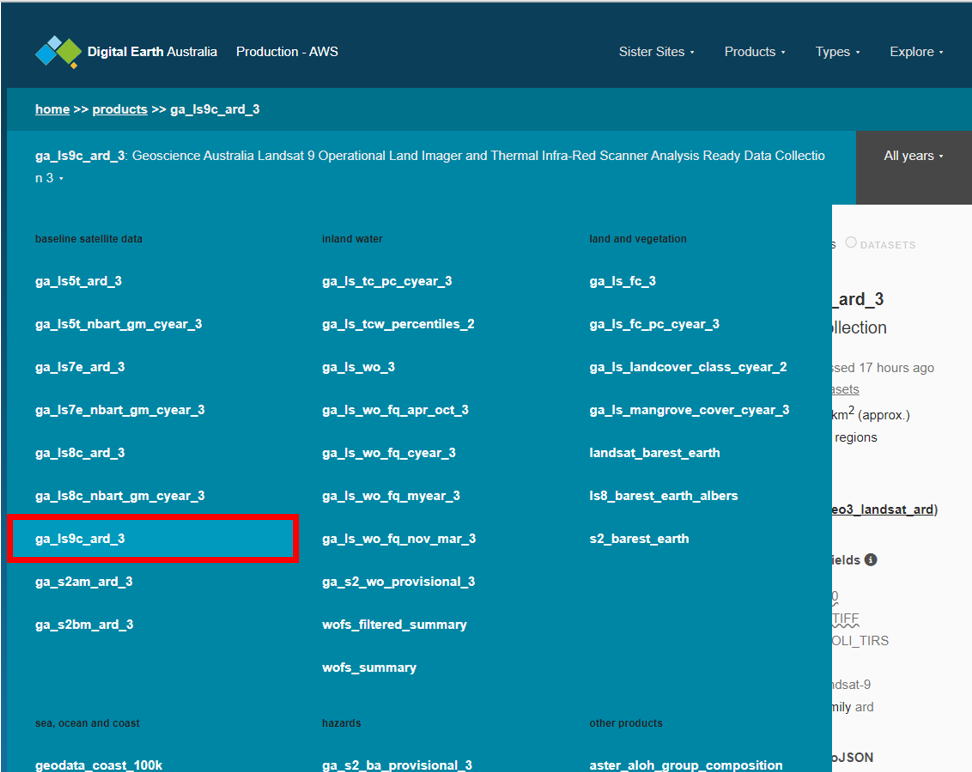 Digital Earth Australia Production - AWS Sister Sites Products Types Explore
home >> products >> ga_ls9c_ard_3
ga_ls9c_ard_3: Geoscience Australia Landsat 9 Operational Land Imager and Thermal Infra-Red Scanner Analysis Ready Data Collectio
n 3
All years
baseline satellite data
ga_ls5t_ard_3
ga_ls5t_nbart_gm_cyear_3
ga_ls7e_ard_3
ga_ls7e_nbart_gm_cyear_3
ga_ls8c_ard_3
ga_ls8c_nbart_gm_cyear_3
ga_ls9c_ard_3
ga_s2am_ard_3
ga_s2bm_ard_3
inland water
ga_ls_tc_pc_cyear_3
ga_ls_tcw_percentiles_2
ga_ls_wo_3
ga_ls_wo_fq_apr_oct_3
ga_ls_wo_fq_cyear_3
ga_ls_wo_fq_myear_3
ga_ls_wo_fq_nov_mar_3
ga_s2_wo_provisional_3
wofs_filtered_summary
wofs_summary
land and vegetation
ga_ls_fc_3
ga_ls_fc_pc_cyear_3
ga_ls_landcover_class_cyear_2
ga_ls_mangrove_cover_cyear_3
landsat_barest_earth
ls8_barest_earth_albers
s2_barest_earth
sea, ocean and coast
geodata_coast_100k
hazards
ga_s2_ba_provisional_3
other products
aster_aloh_group_composition
S DATASETS
_ard_3
llection
ssed 17 hours ago
asets
km2 (approx.)
regions
eo3_landsat_ard)
ields
0
TIFF
OLI_TIRS
ndsat-9
mily ard
oJSON